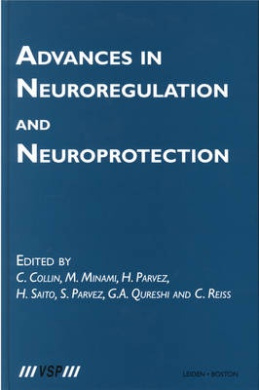 ADVANCES IN
NEUROREGULATION
AND
NEUROPROTECTION
EDITED BY
C. COLLIN, M. MINAMI, H. PARVEZ,
H. SAITO, S. PARVEZ, G.A. QURESHI AND C. REISS
///VSP///
LEIDEN • BOSTON